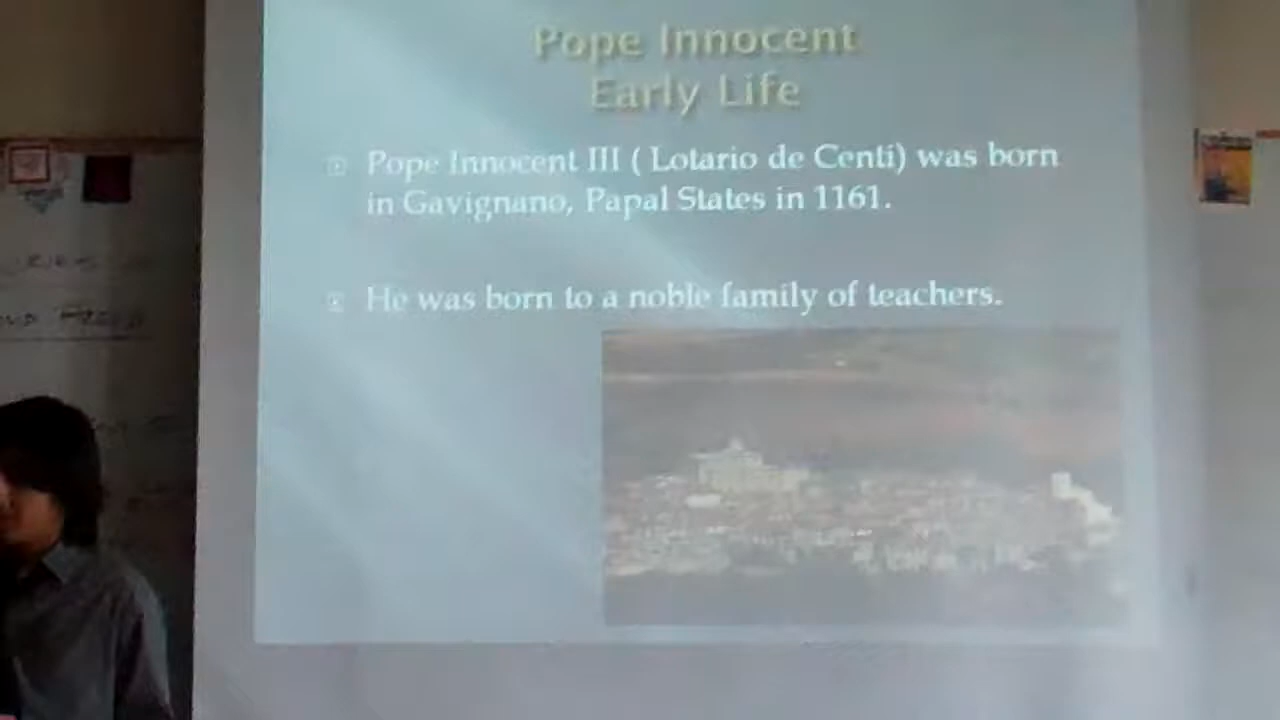 Pope Innocent
Early Life
Pope Innocent III ( Lotario de Centi) was born
in Gavignano, Papal States in 1161.
He was born to a noble family of teachers.